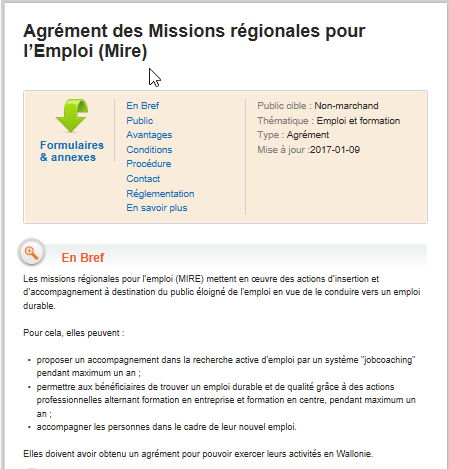 Agrément des Missions régionales pour
l'Emploi (Mire)
Formulaires
& annexes
En Bref
Public
Avantages
Conditions
Procédure
Contact
Réglementation
En savoir plus
Public cible : Non-marchand
Thématique : Emploi et formation
Type : Agrément
Mise à jour :2017-01-09
En Bref
Les missions régionales pour l'emploi (MIRE) mettent en œuvre des actions d'insertion et
d'accompagnement à destination du public éloigné de l'emploi en vue de le conduire vers un emploi
durable.
Pour cela, elles peuvent :
• proposer un accompagnement dans la recherche active d'emploi par un système "jobcoaching"
pendant maximum un an ;
• permettre aux bénéficiaires de trouver un emploi durable et de qualité grâce à des actions
professionnelles alternant formation en entreprise et formation en centre, pendant maximum un
an ;
• accompagner les personnes dans le cadre de leur nouvel emploi.
Elles doivent avoir obtenu un agrément pour pouvoir exercer leurs activités en Wallonie.